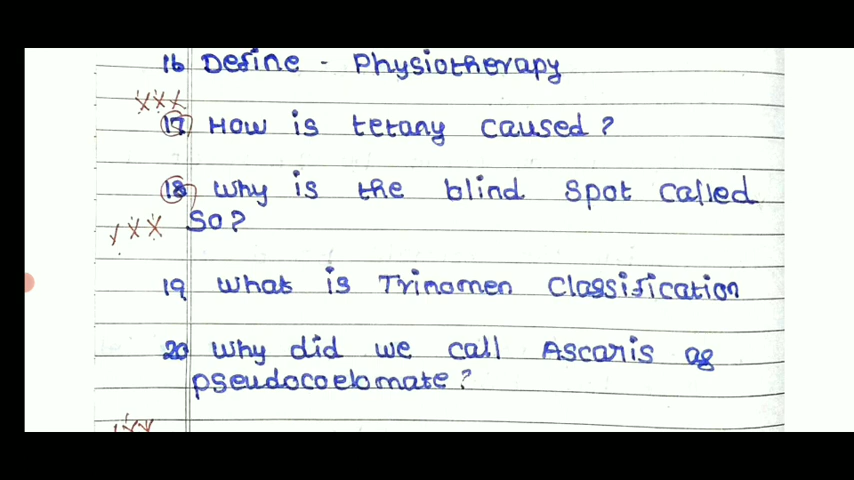 16 Define - Physiotherapy
xxx
17 How is tetany caused?
18 Why is the blind spot called
xxx so?
19 What is Trinomen classification
20 Why did we call Ascaris as
pseudocoelomate?